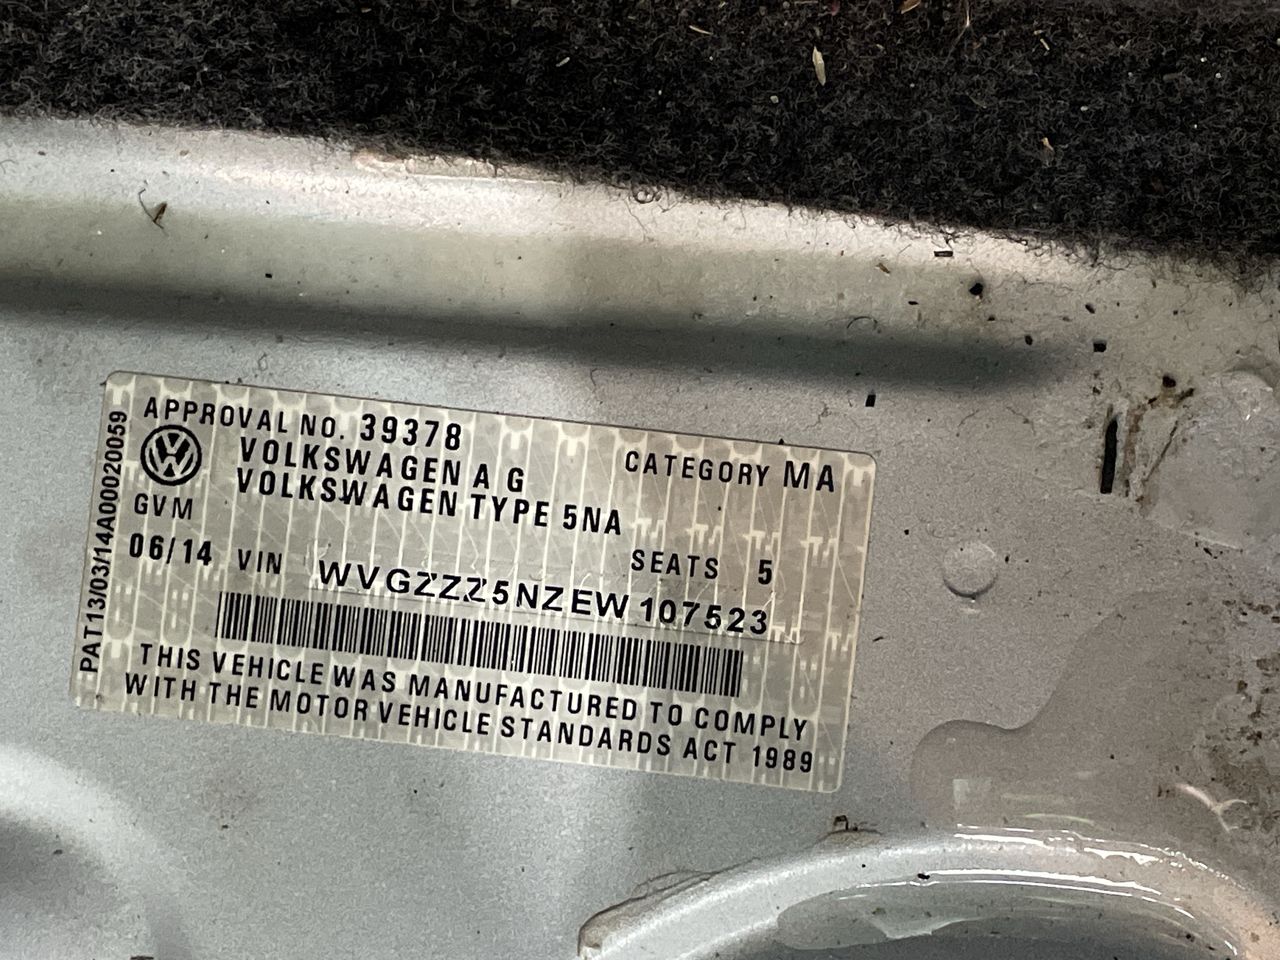 APPROVAL NO. 39378
CATEGORY MA
VOLKSWAGEN A G
VOLKSWAGEN TYPE 5NA
GVM
SEATS 5
06/14 VIN WVGZZZ5NZEW107523
THIS VEHICLE WAS MANUFACTURED TO COMPLY
WITH THE MOTOR VEHICLE STANDARDS ACT 1989
PAT13/03/14A000020059